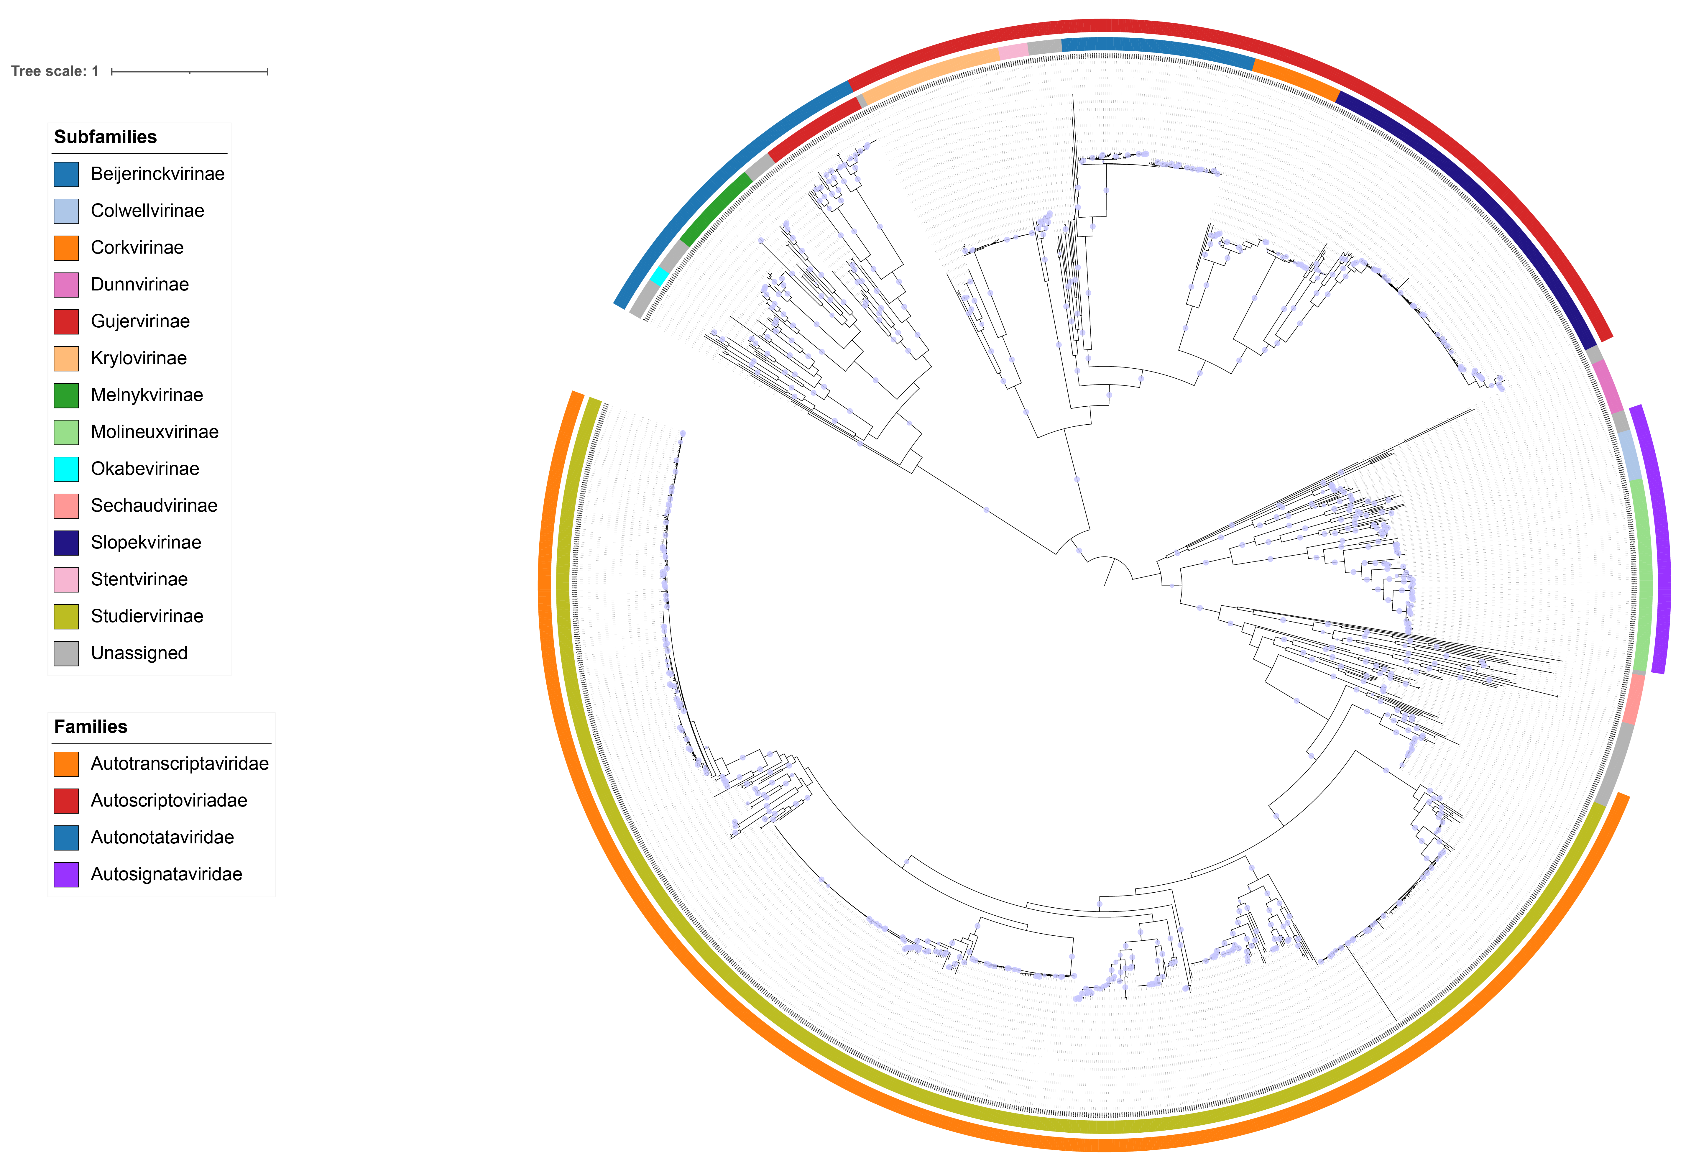 Tree scale: 1
Subfamilies
Beijerinckvirinae
Colwellvirinae
Corkvirinae
Dunnvirinae
Gujervirinae
Krylovirinae
Melnykvirinae
Molineuxvirinae
Okabevirinae
Sechaudvirinae
Slopekvirinae
Stentvirinae
Studiervirinae
Unassigned
Families
Autotranscriptaviridae
Autoscriptoviriadae
Autonotataviridae
Autosignataviridae